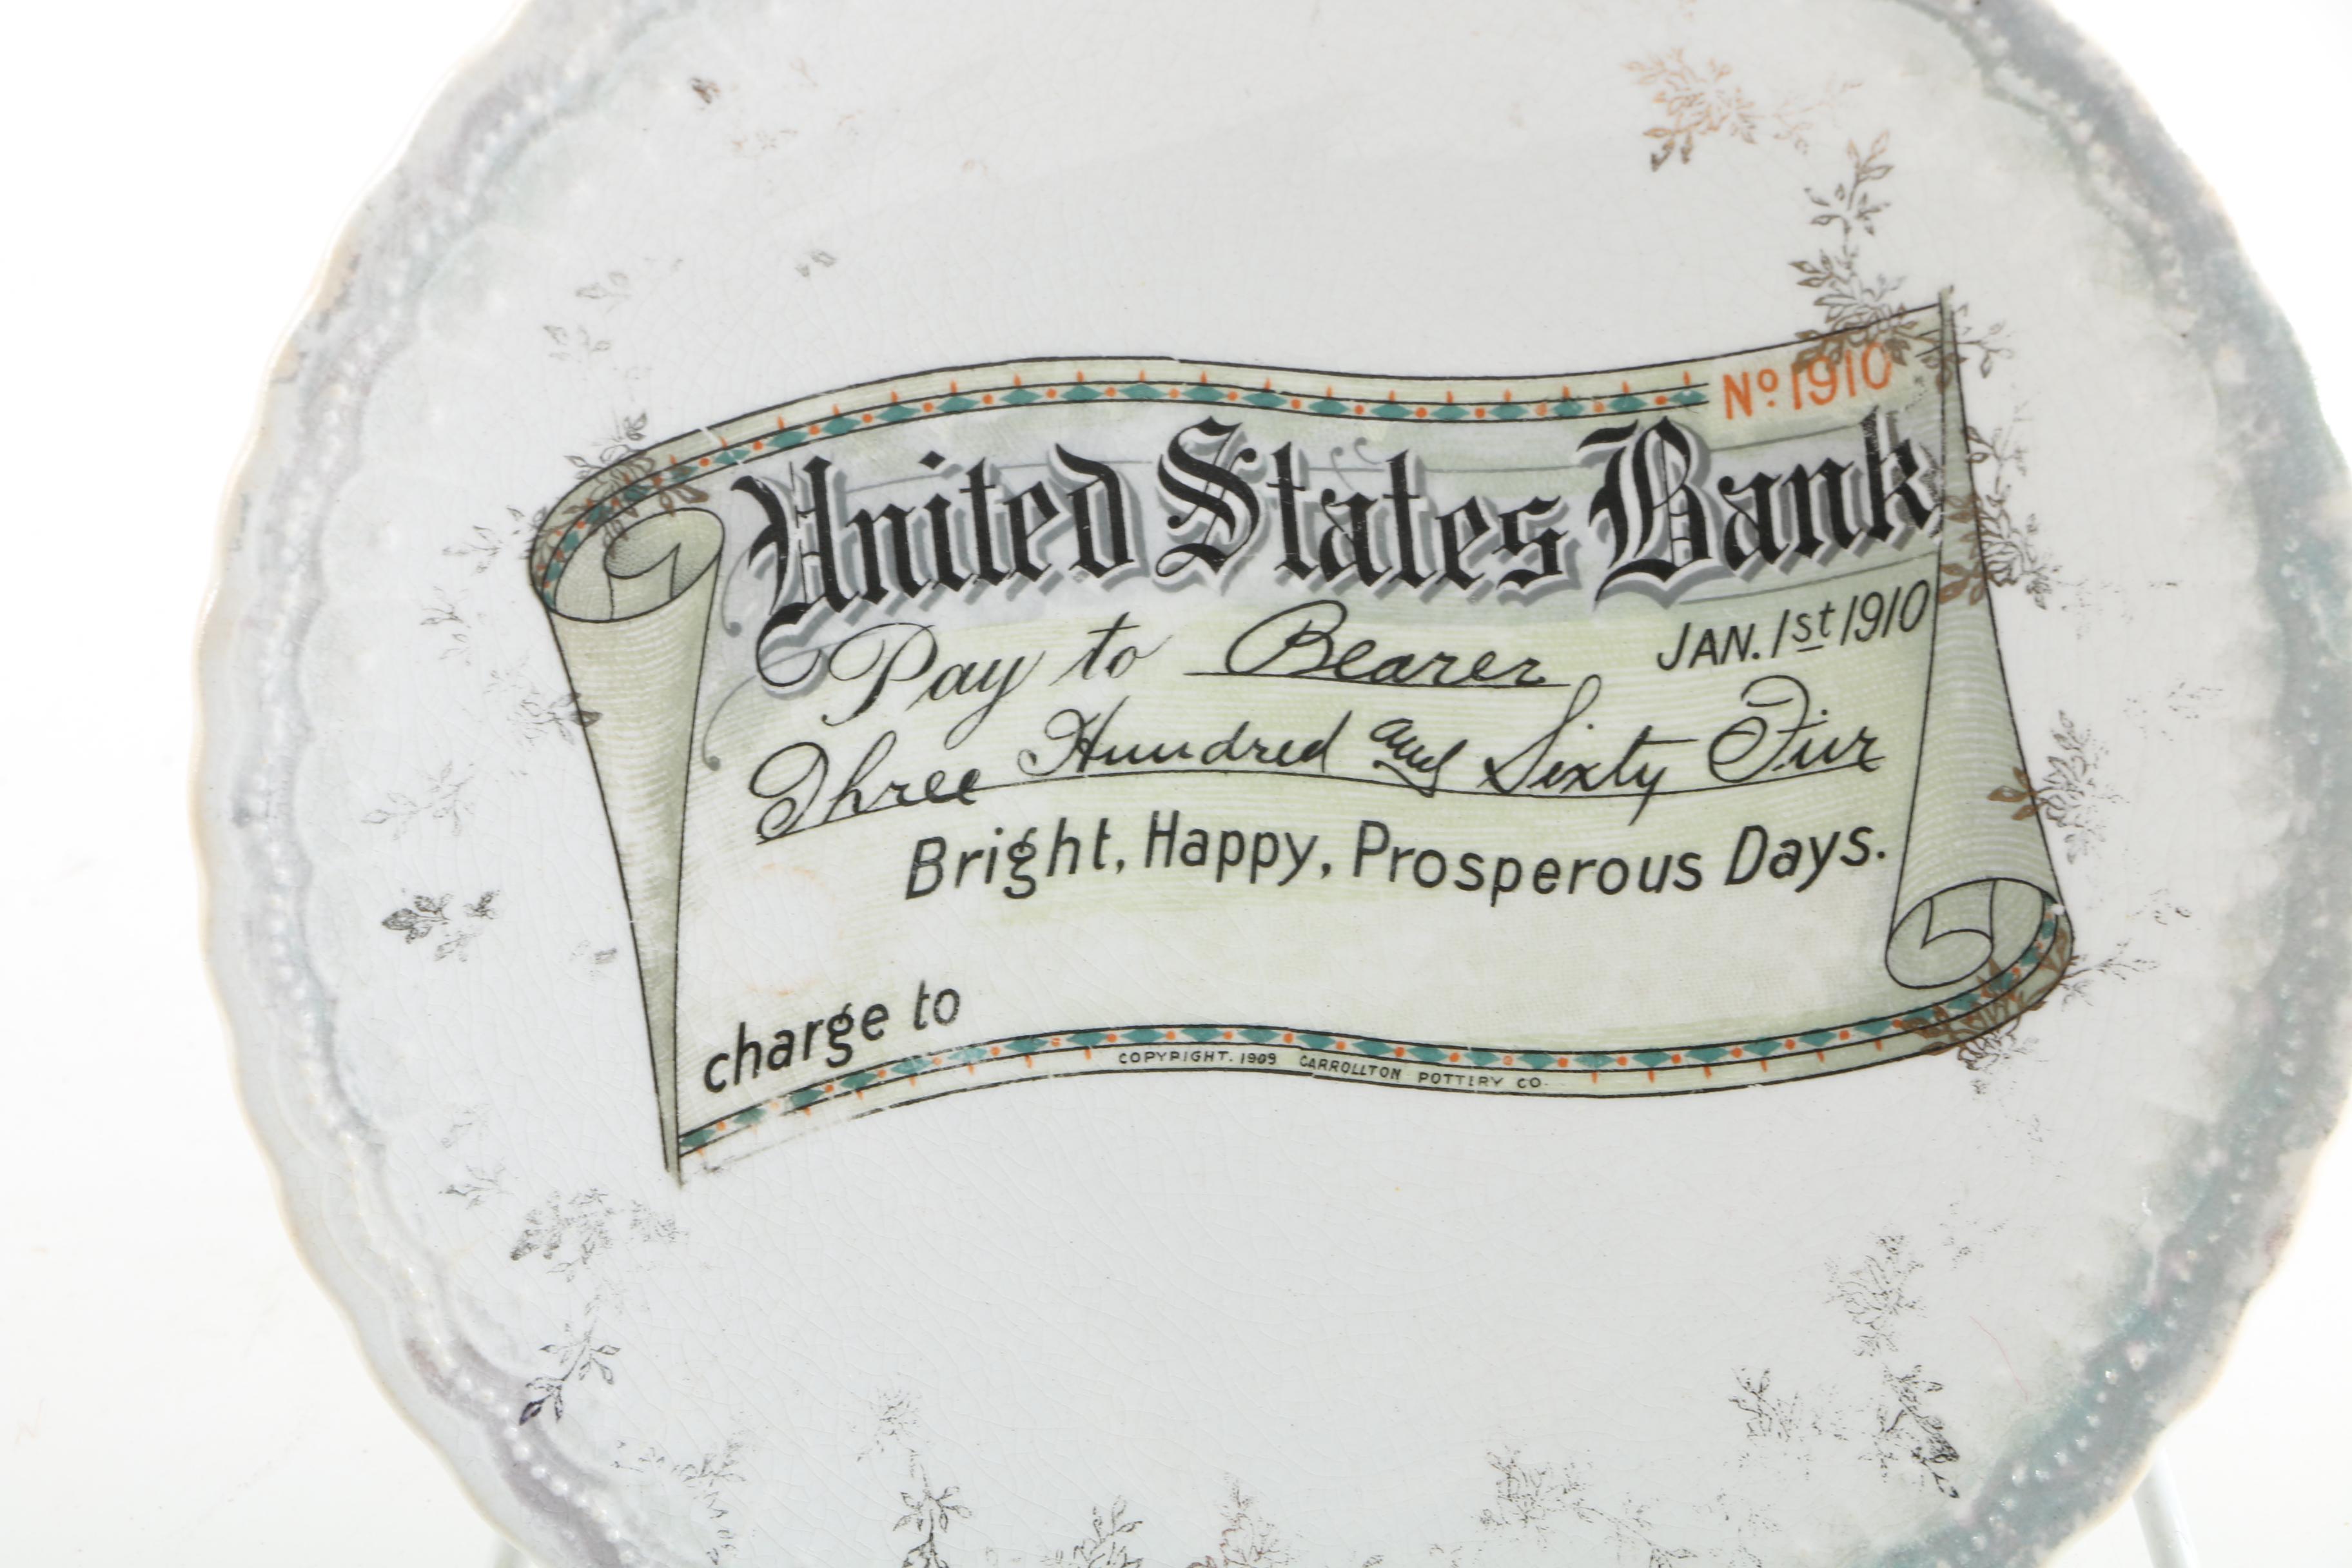 No 1910
United States Bank
JAN. 1st 1910
Pay to Bearer
Three Hundred and Sixty Five
Bright, Happy, Prosperous Days.
charge to
COPYRIGHT. 1909 CARROLLTON POTTERY CO.